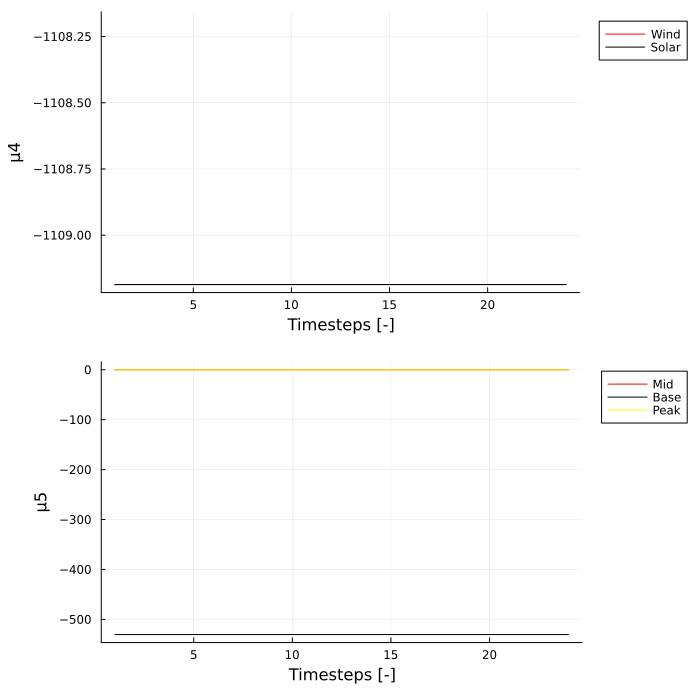 −1108.25
−1108.50
−1108.75
−1109.00
μ4
5 10 15 20
Timesteps [-]
Wind
Solar
0
−100
−200
−300
−400
−500
μ5
5 10 15 20
Timesteps [-]
Mid
Base
Peak